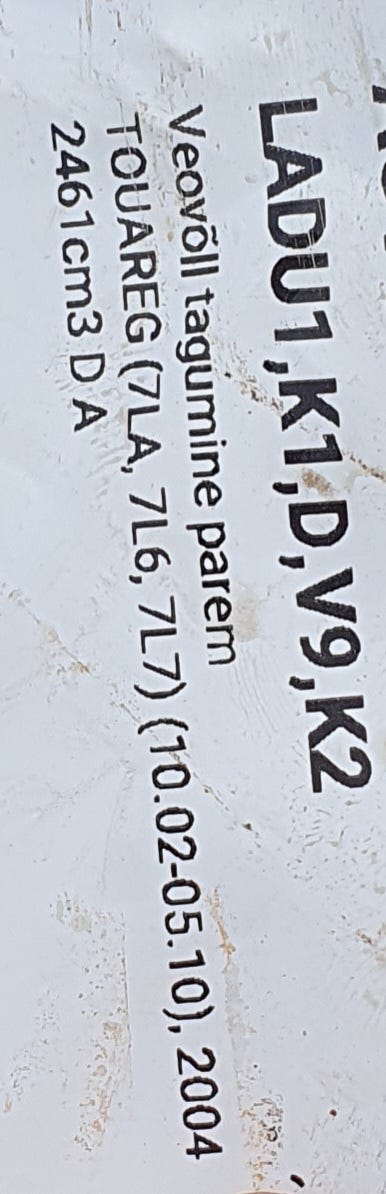 LADU1,K1,D,V9,K2
Veovõll tagumine parem
TOUAREG (7LA, 7L6, 7L7) (10.02-05.10), 2004
2461cm3 D A